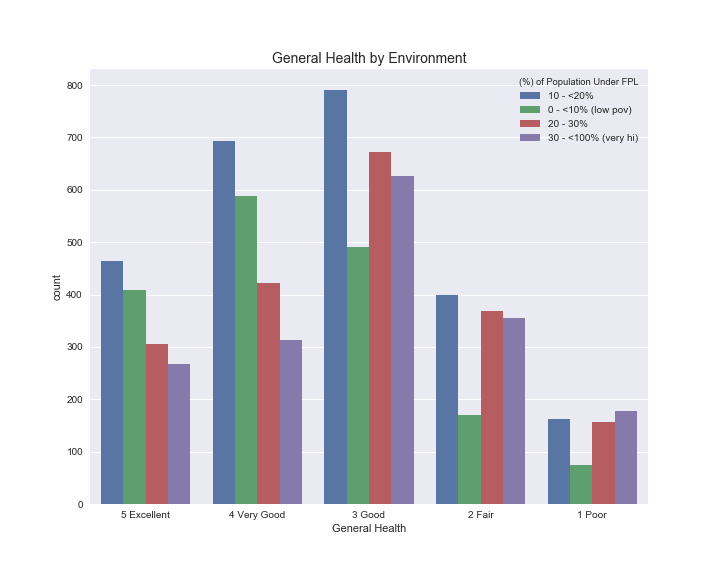 General Health by Environment
(%) of Population Under FPL
10 - <20%
0 - <10% (low pov)
20 - 30%
30 - <100% (very hi)
800
700
600
500
400
300
200
100
0
count
5 Excellent
4 Very Good
3 Good
2 Fair
1 Poor
General Health